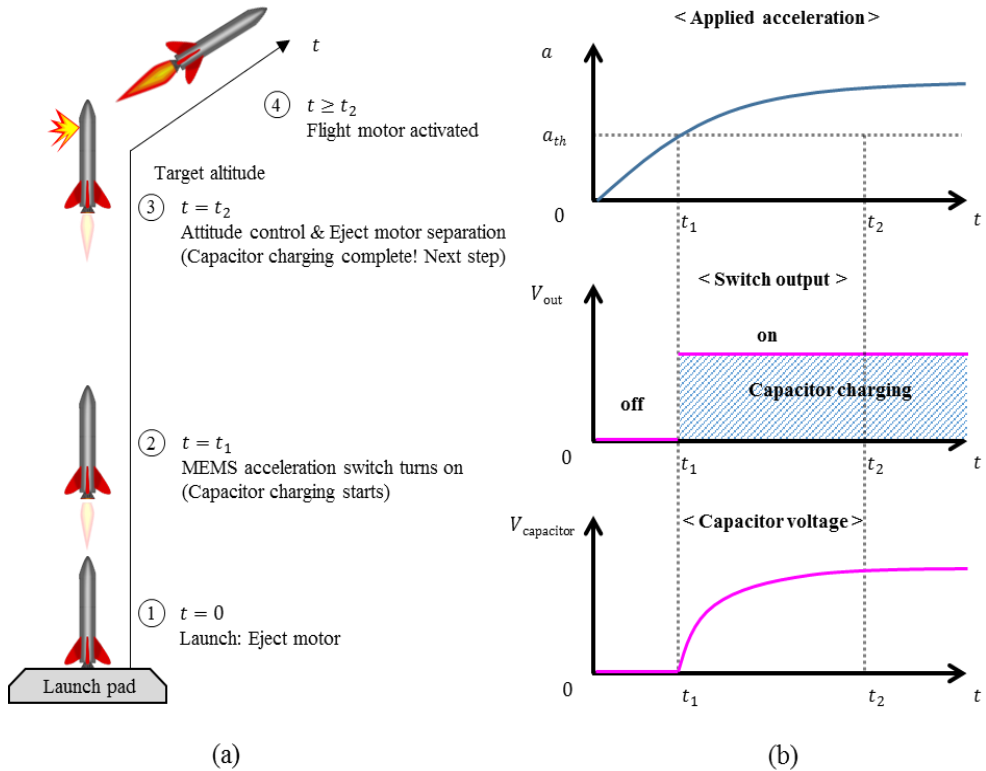 t
④ t ≥ t₂
Flight motor activated
Target altitude
③ t = t₂
Attitude control & Eject motor separation
(Capacitor charging complete! Next step)
② t = t₁
MEMS acceleration switch turns on
(Capacitor charging starts)
① t = 0
Launch: Eject motor
Launch pad
(a)
< Applied acceleration >
a
a_th
0
t₁
t₂
t
< Switch output >
V_out
on
Capacitor charging
off
0
t₁
t₂
t
< Capacitor voltage >
V_capacitor
0
t₁
t₂
t
(b)